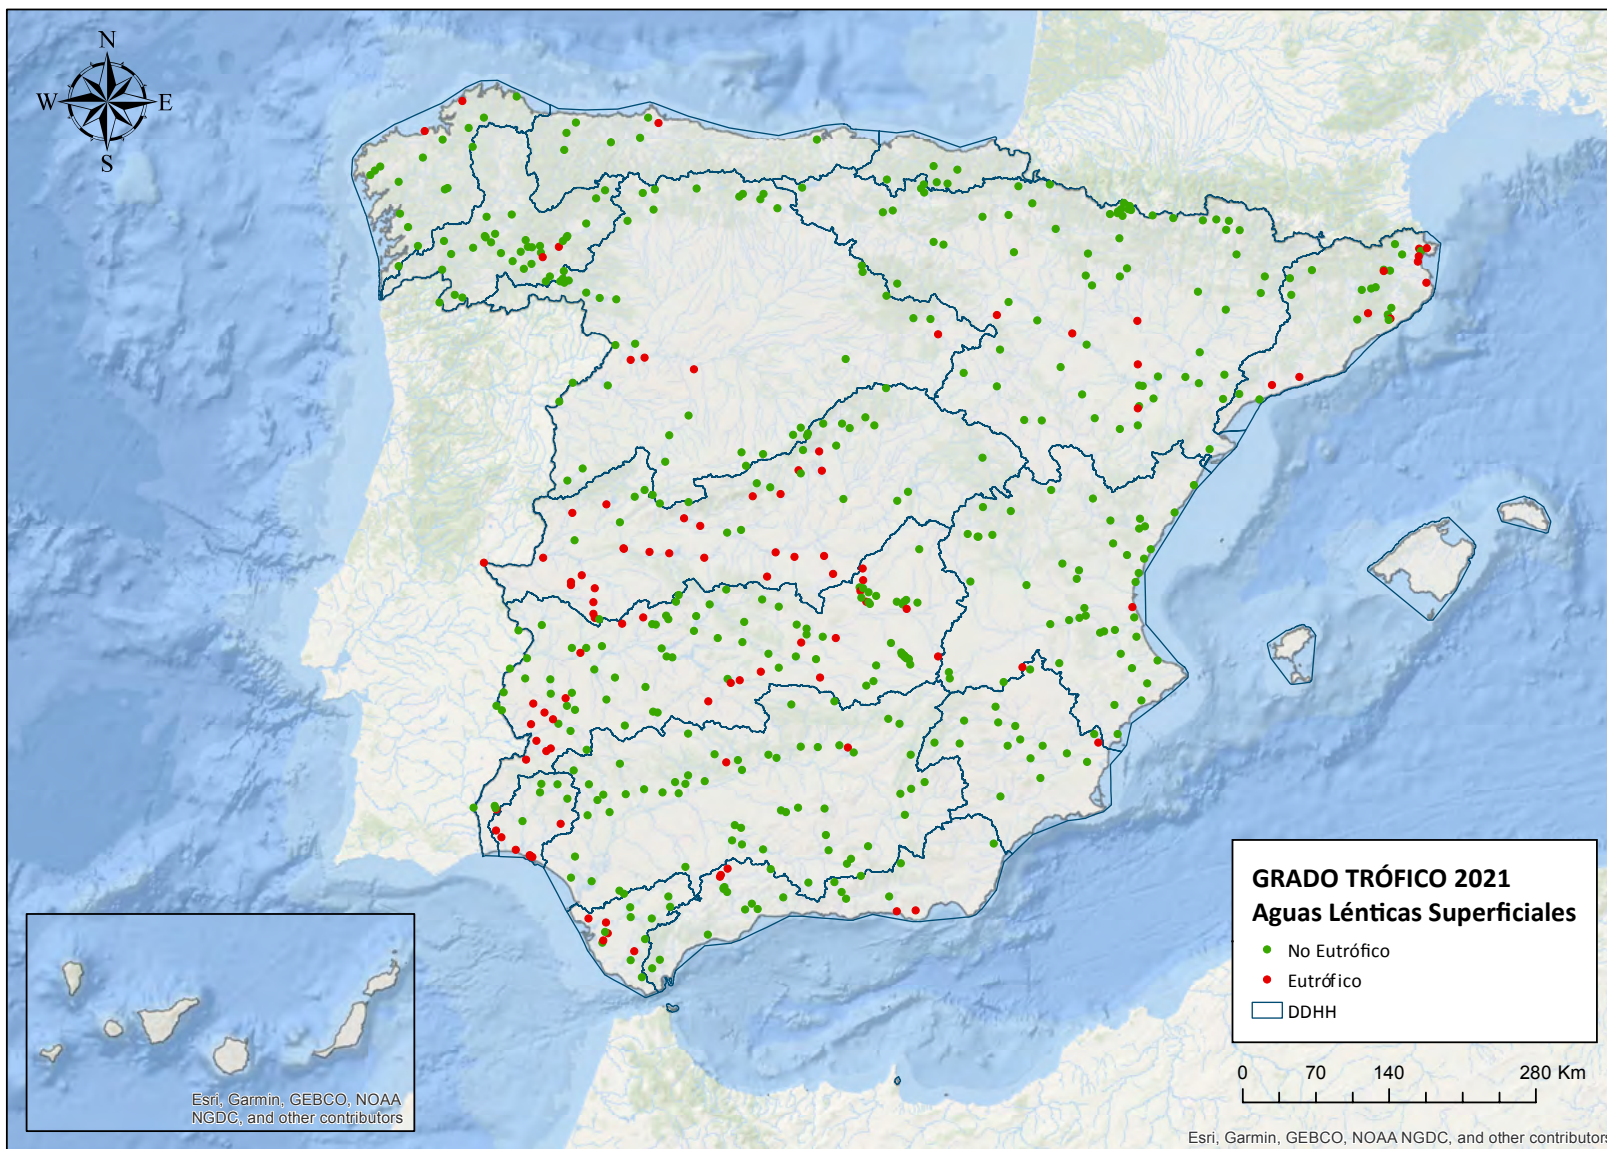 N
W
E
S
GRADO TRÓFICO 2021
Aguas Lénticas Superficiales
No Eutrófico
Eutrófico
DDHH
0 70 140 280 Km
Esri, Garmin, GEBCO, NOAA
NGDC, and other contributors
Esri, Garmin, GEBCO, NOAA NGDC, and other contributors